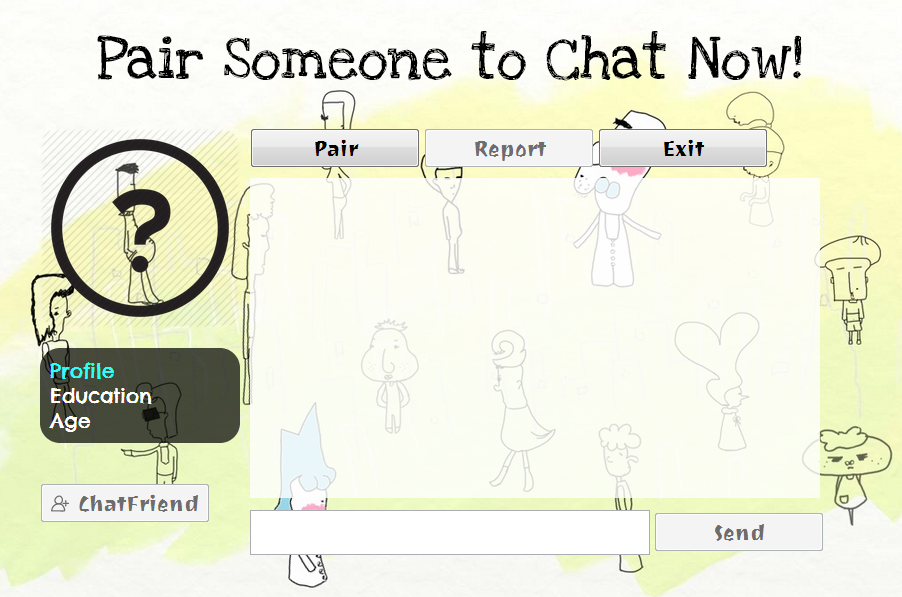 Pair Someone to Chat Now!
Pair Report Exit
?
Profile
Education
Age
ChatFriend
Send